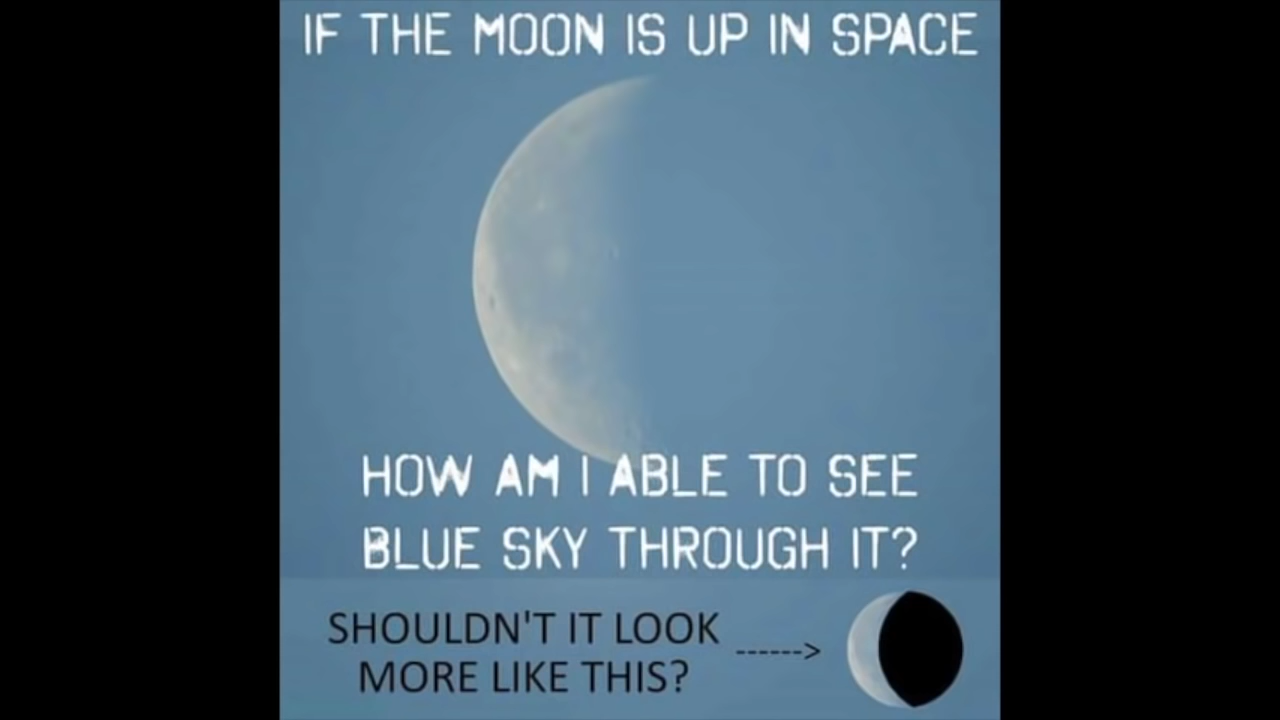 IF THE MOON IS UP IN SPACE
HOW AM I ABLE TO SEE
BLUE SKY THROUGH IT?
SHOULDN'T IT LOOK
MORE LIKE THIS? ------>